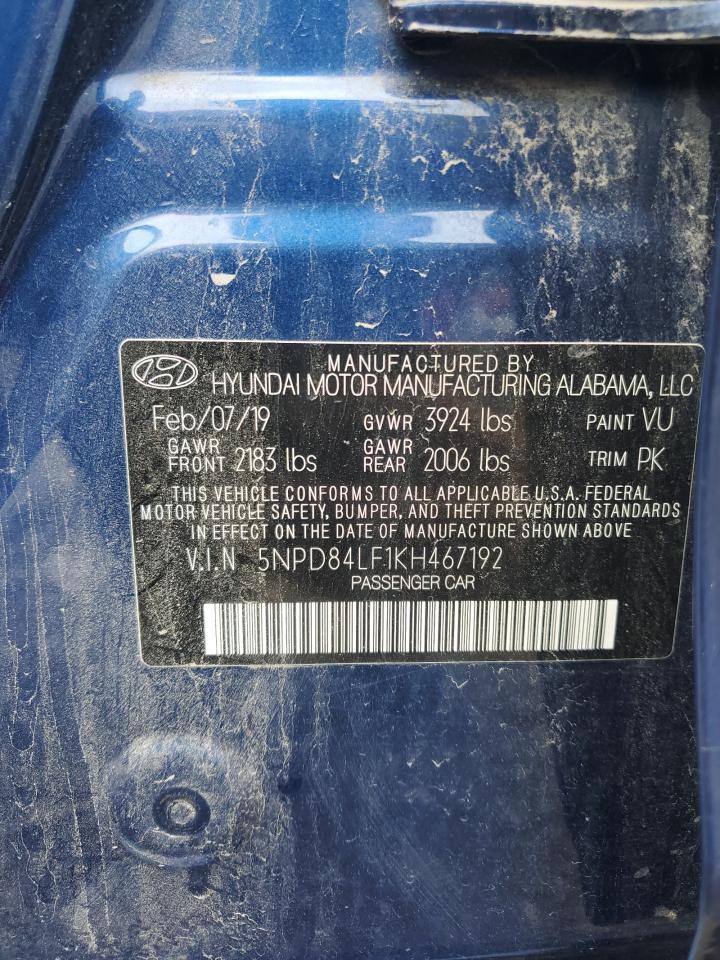 MANUFACTURED BY
HYUNDAI MOTOR MANUFACTURING ALABAMA, LLC
Feb/07/19 GVWR 3924 lbs PAINT VU
GAWR FRONT 2183 lbs GAWR REAR 2006 lbs TRIM PK
THIS VEHICLE CONFORMS TO ALL APPLICABLE U.S.A. FEDERAL
MOTOR VEHICLE SAFETY, BUMPER, AND THEFT PREVENTION STANDARDS
IN EFFECT ON THE DATE OF MANUFACTURE SHOWN ABOVE
V.I.N 5NPD84LF1KH467192
PASSENGER CAR